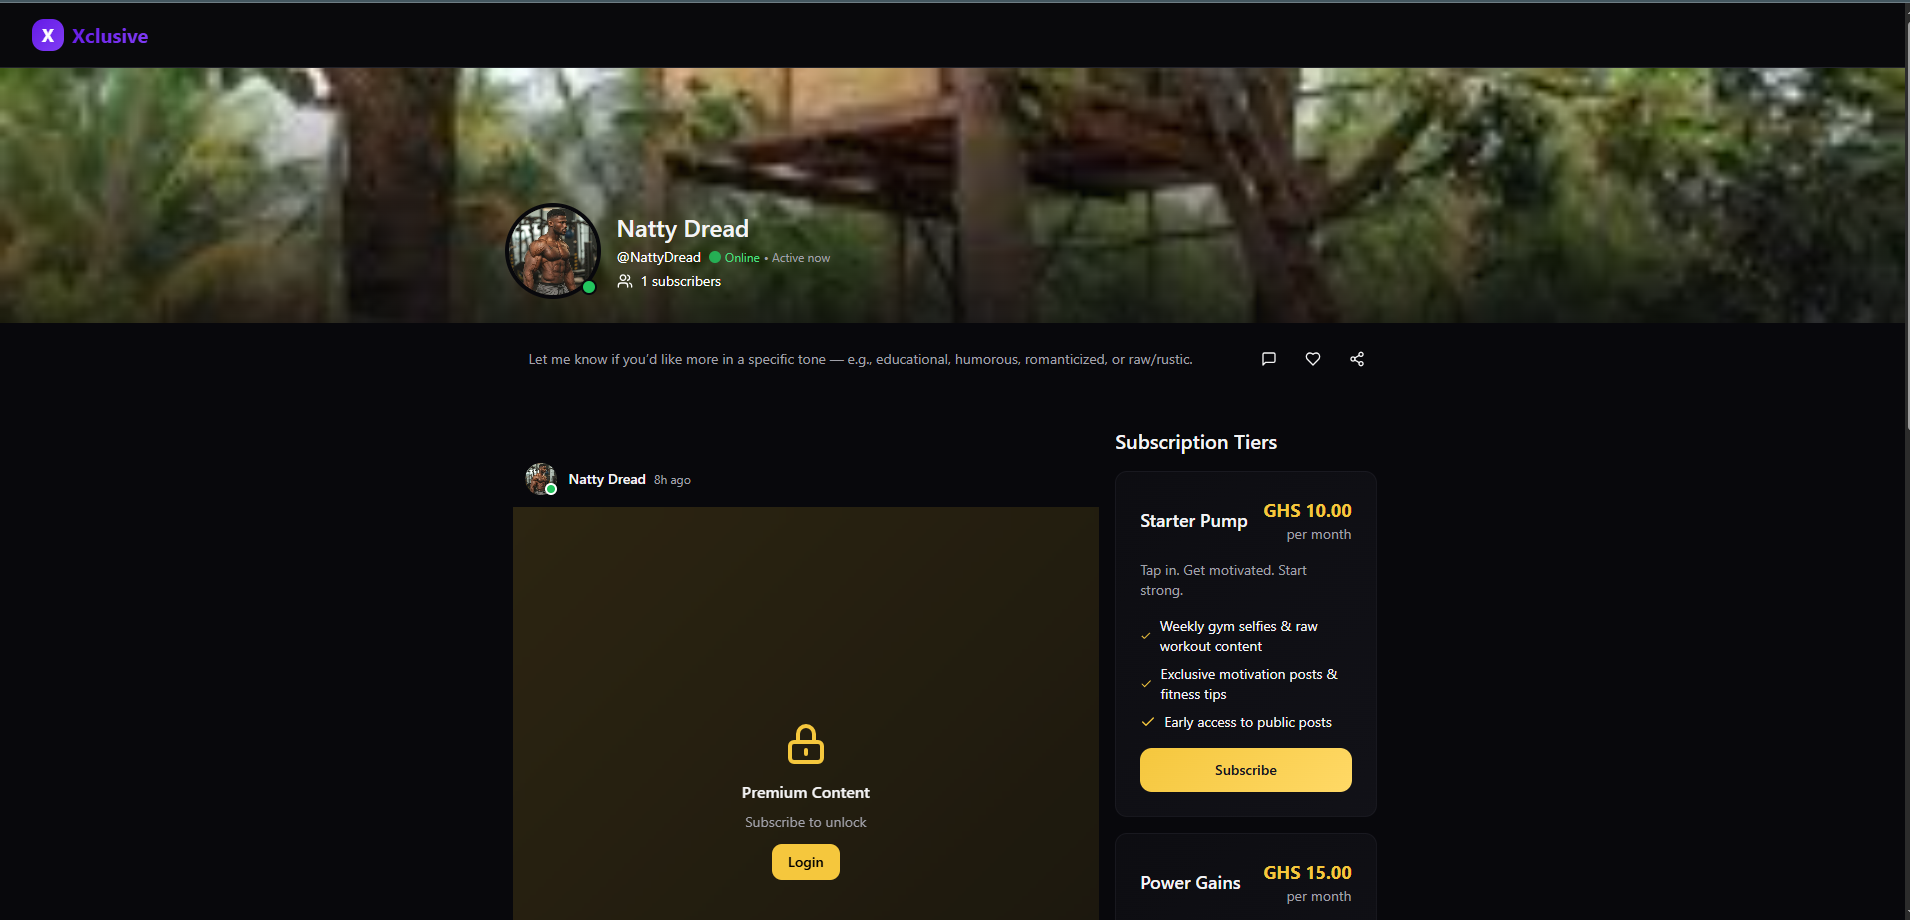 X Xclusive
Natty Dread
@NattyDread Online • Active now
1 subscribers
Let me know if you’d like more in a specific tone — e.g., educational, humorous, romanticized, or raw/rustic.
Natty Dread 8h ago
Premium Content
Subscribe to unlock
Login
Subscription Tiers
Starter Pump
GHS 10.00
per month
Tap in. Get motivated. Start
strong.
Weekly gym selfies & raw
workout content
Exclusive motivation posts &
fitness tips
Early access to public posts
Subscribe
Power Gains
GHS 15.00
per month